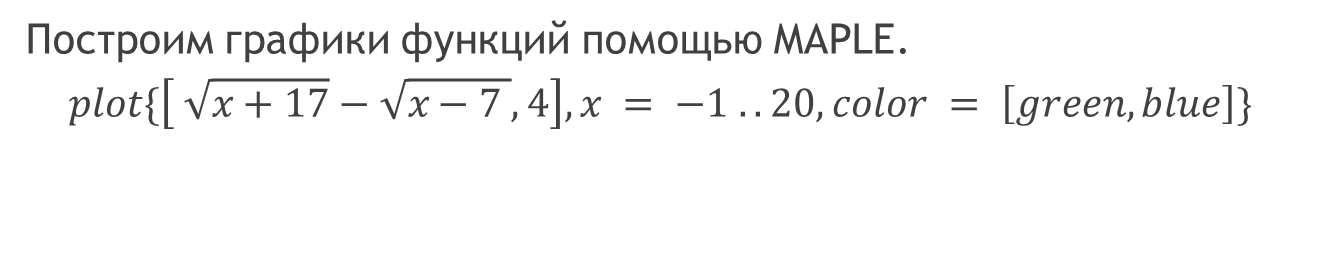 Построим графики функций помощью MAPLE.
plot{[ √x + 17 − √x − 7 , 4], x = −1 . . 20, color = [green, blue]}